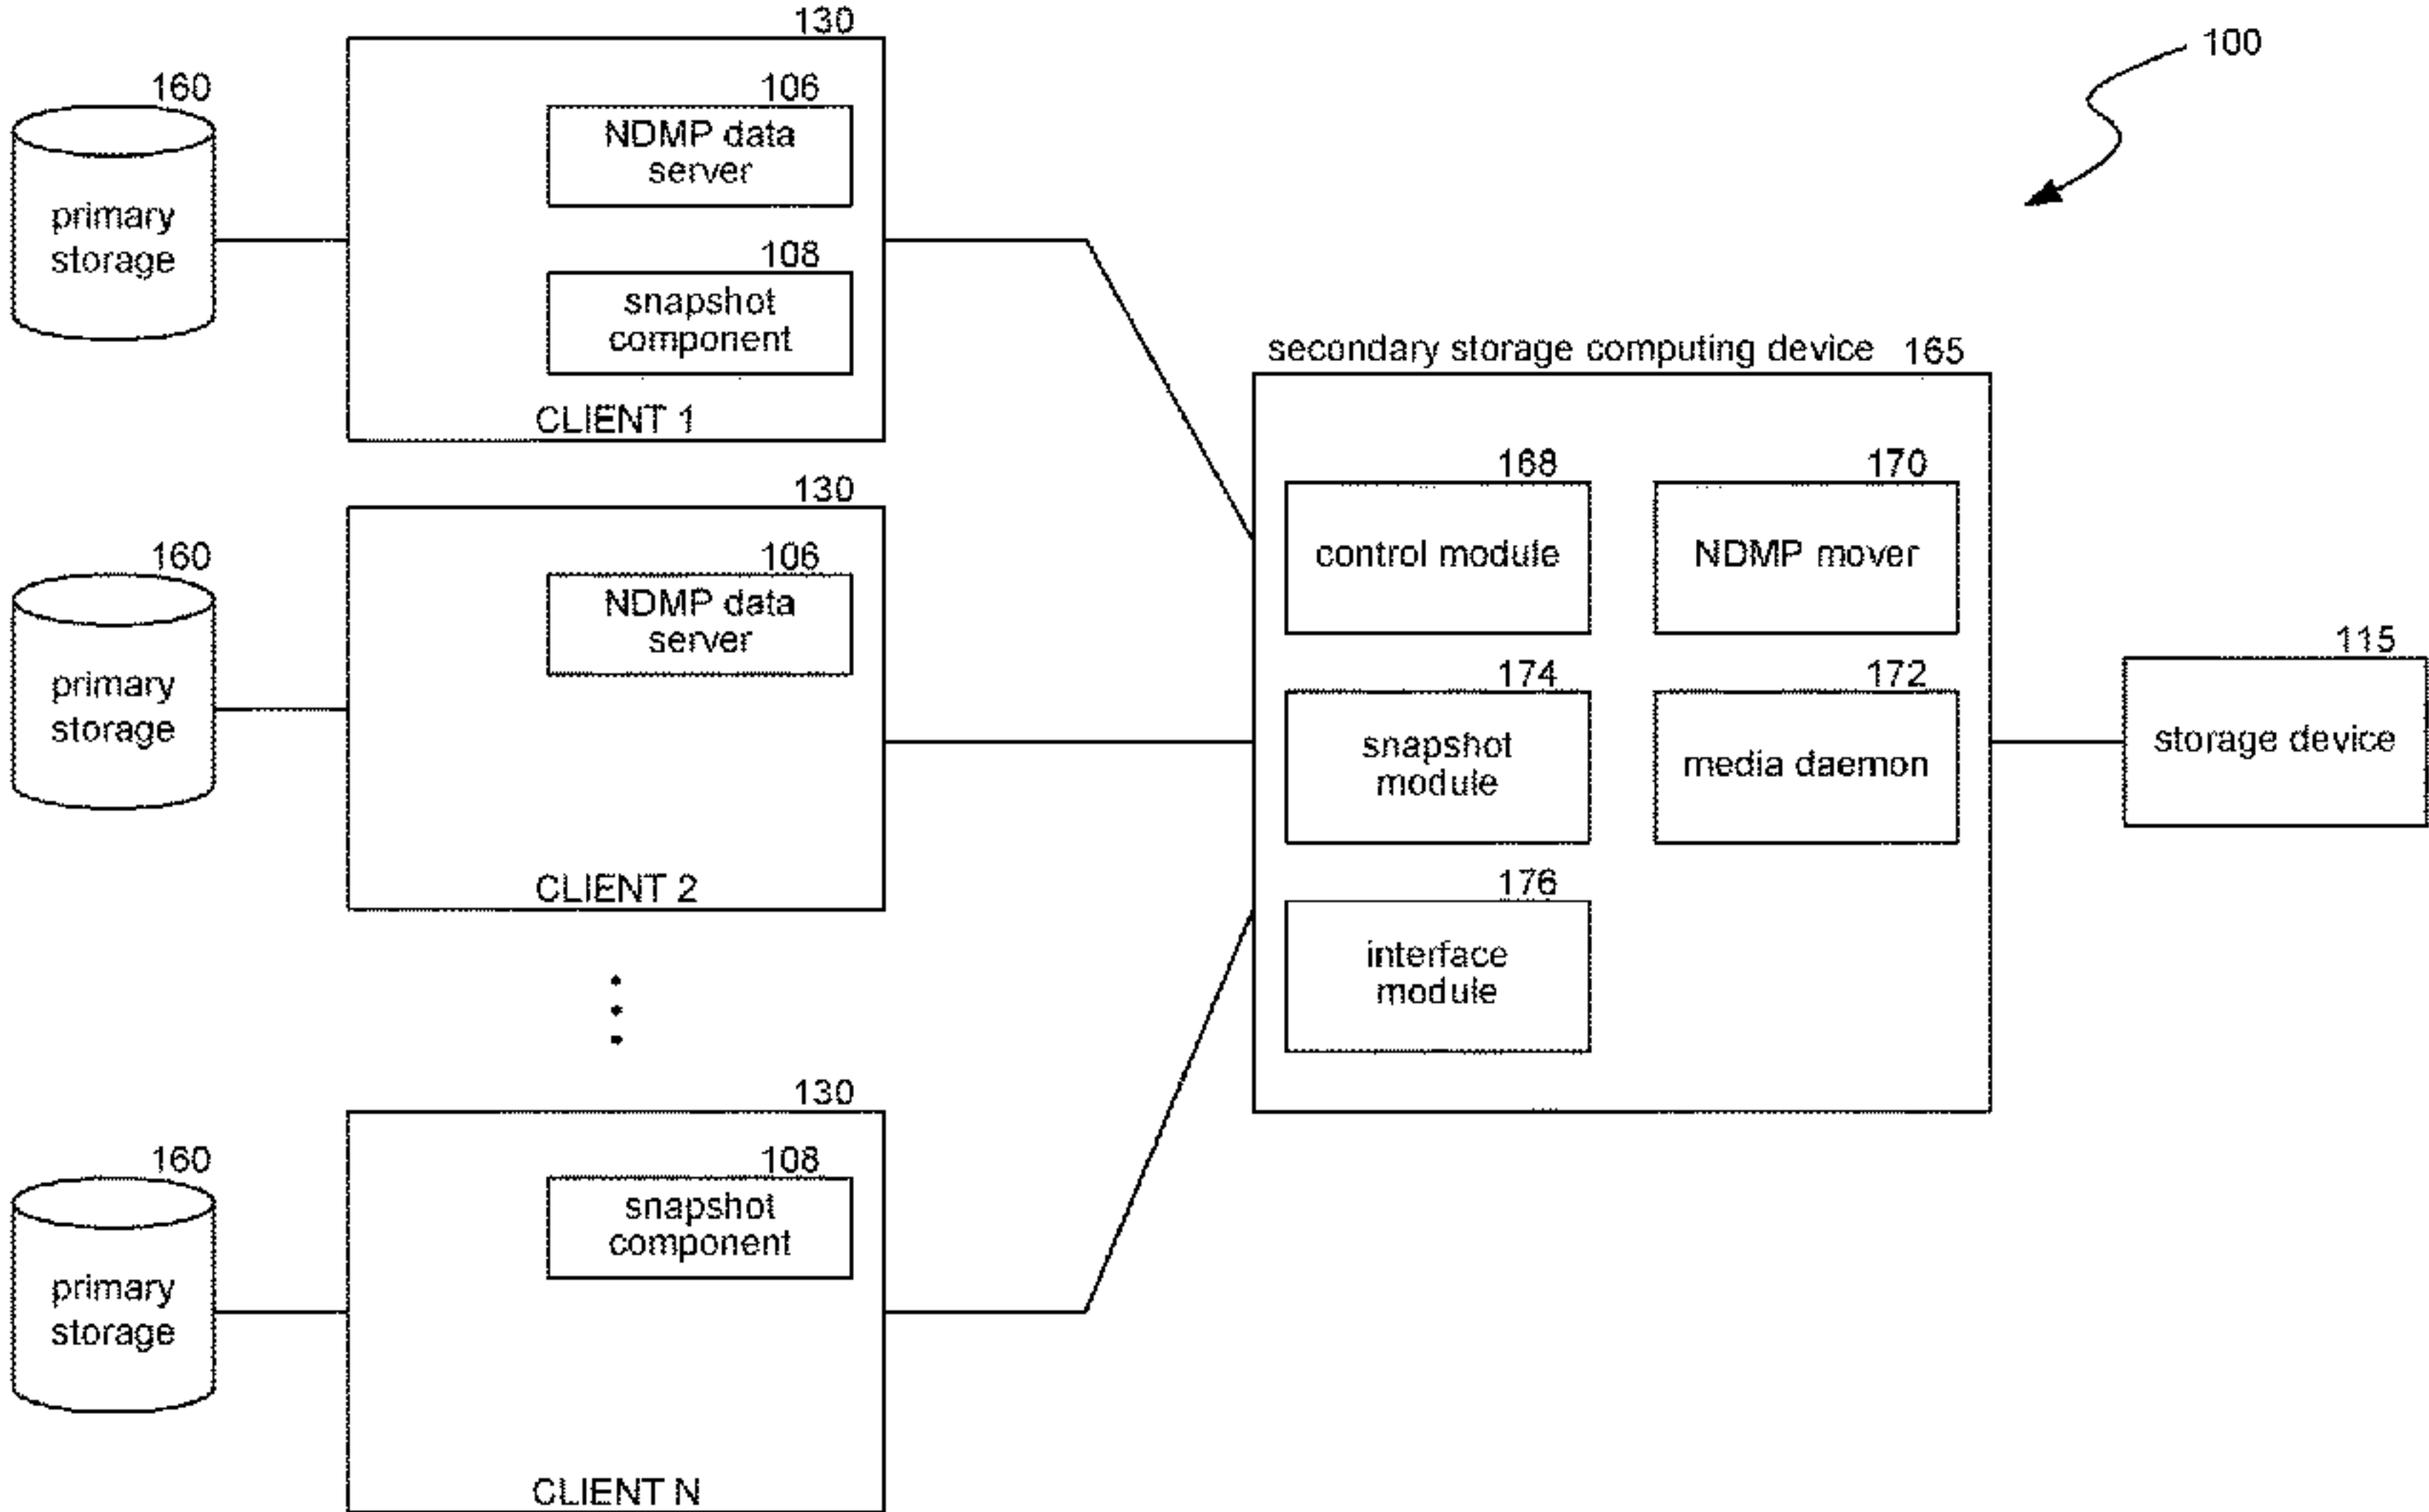 130
100
160
106
NDMP data
server
primary
storage
108
snapshot
component
CLIENT 1
secondary storage computing device 165
130
160
106
NDMP data
server
primary
storage
CLIENT 2
168
control module
170
NDMP mover
174
snapshot
module
172
media daemon
176
interface
module
115
storage device
130
160
108
snapshot
component
primary
storage
CLIENT N